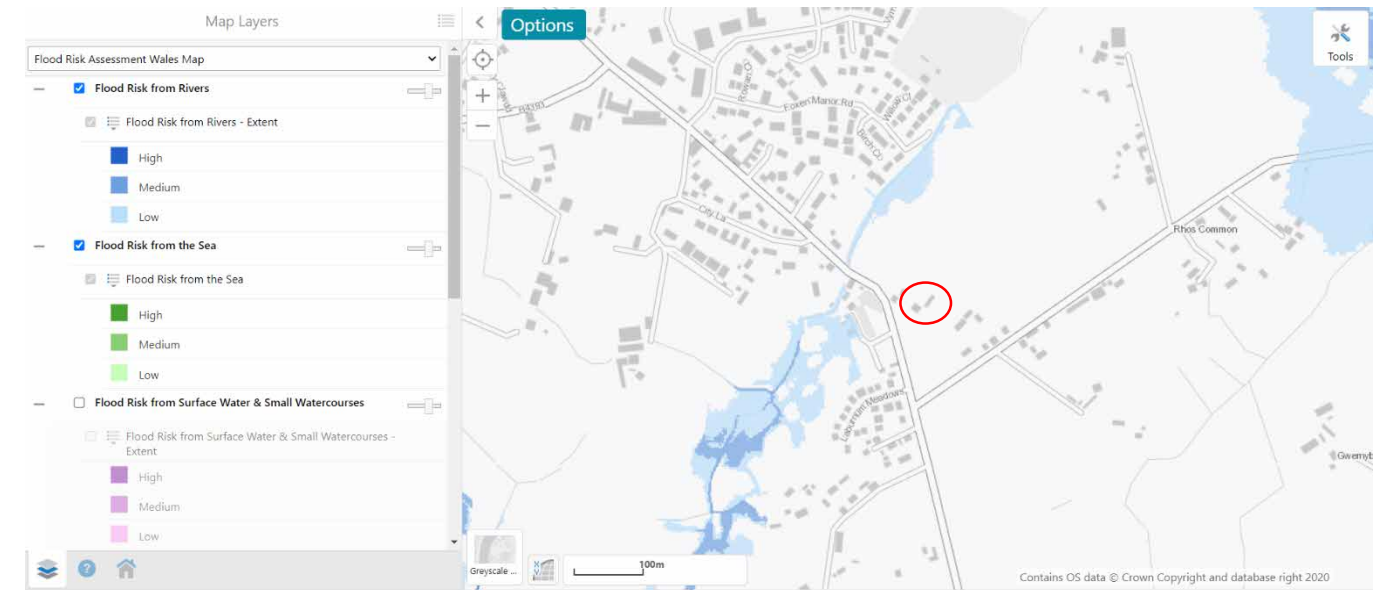 Map Layers
Flood Risk Assessment Wales Map
Flood Risk from Rivers
Flood Risk from Rivers - Extent
High
Medium
Low
Flood Risk from the Sea
Flood Risk from the Sea
High
Medium
Low
Flood Risk from Surface Water & Small Watercourses
Flood Risk from Surface Water & Small Watercourses -
Extent
High
Medium
Low
Options
Tools
Rowan Ct
Foxen Manor Rd
Birch Ct
City La
Rhos Common
Laburnum Meadows
Greyscale ...
X
Y
100m
Contains OS data © Crown Copyright and database right 2020